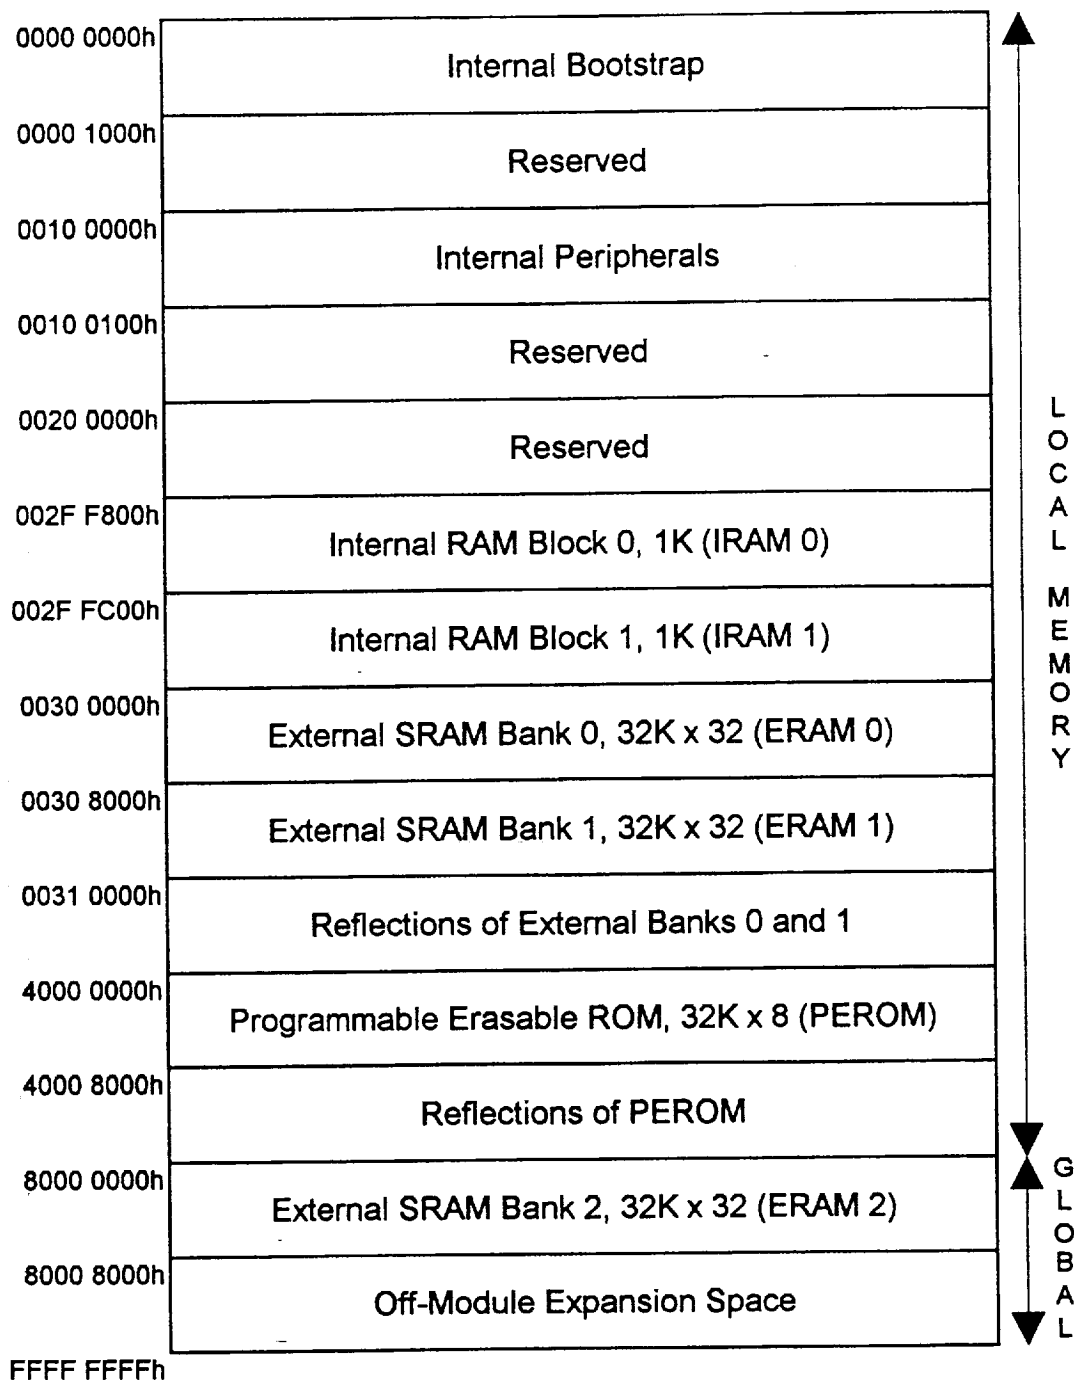 0000 0000h
Internal Bootstrap
0000 1000h
Reserved
0010 0000h
Internal Peripherals
0010 0100h
Reserved
0020 0000h
Reserved
002F F800h
Internal RAM Block 0, 1K (IRAM 0)
002F FC00h
Internal RAM Block 1, 1K (IRAM 1)
0030 0000h
External SRAM Bank 0, 32K x 32 (ERAM 0)
0030 8000h
External SRAM Bank 1, 32K x 32 (ERAM 1)
0031 0000h
Reflections of External Banks 0 and 1
4000 0000h
Programmable Erasable ROM, 32K x 8 (PEROM)
4000 8000h
Reflections of PEROM
8000 0000h
External SRAM Bank 2, 32K x 32 (ERAM 2)
8000 8000h
Off-Module Expansion Space
FFFF FFFFh
LOCAL MEMORY
GLOBAL